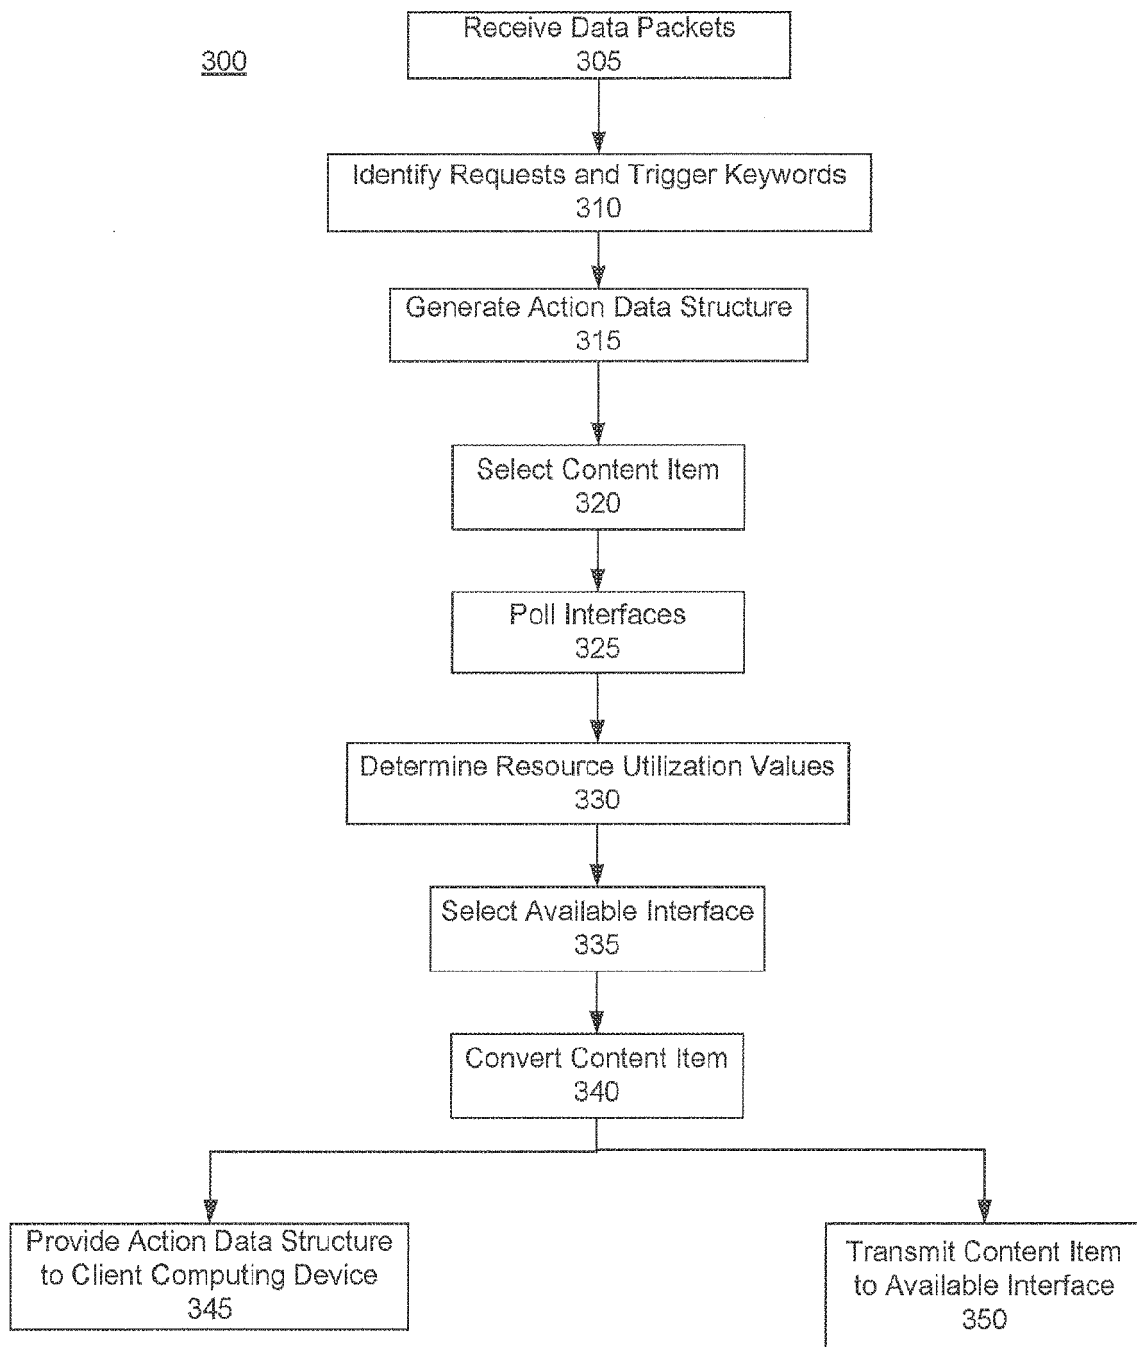 300
Receive Data Packets
305
Identify Requests and Trigger Keywords
310
Generate Action Data Structure
315
Select Content Item
320
Poll Interfaces
325
Determine Resource Utilization Values
330
Select Available Interface
335
Convert Content Item
340
Provide Action Data Structure
to Client Computing Device
345
Transmit Content Item
to Available Interface
350